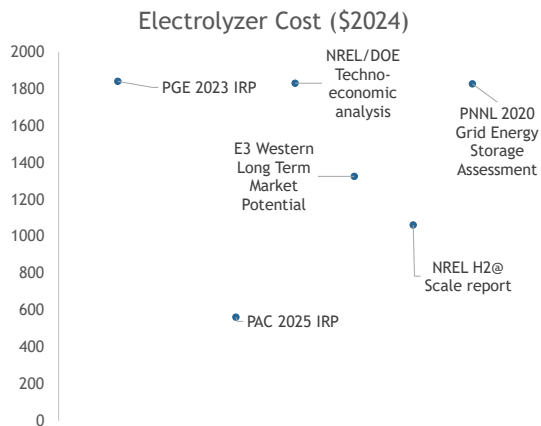 Electrolyzer Cost ($2024)
2000
1800
1600
1400
1200
1000
800
600
400
200
0
PGE 2023 IRP
NREL/DOE
Techno-
economic
analysis
PNNL 2020
Grid Energy
Storage
Assessment
E3 Western
Long Term
Market
Potential
NREL H2@
Scale report
PAC 2025 IRP